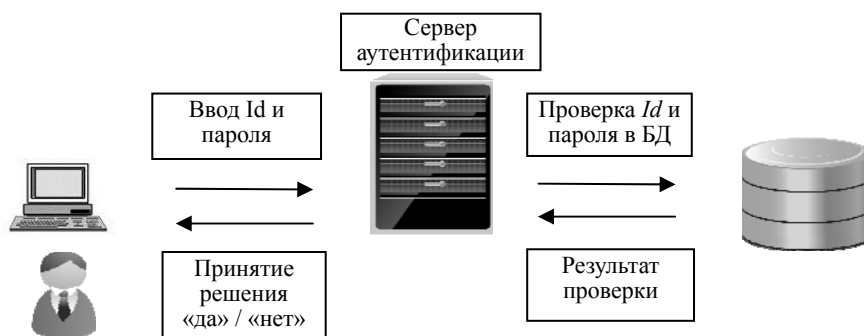 Сервер
аутентификации
Ввод Id и
пароля
Проверка Id и
пароля в БД
Принятие
решения
«да» / «нет»
Результат
проверки